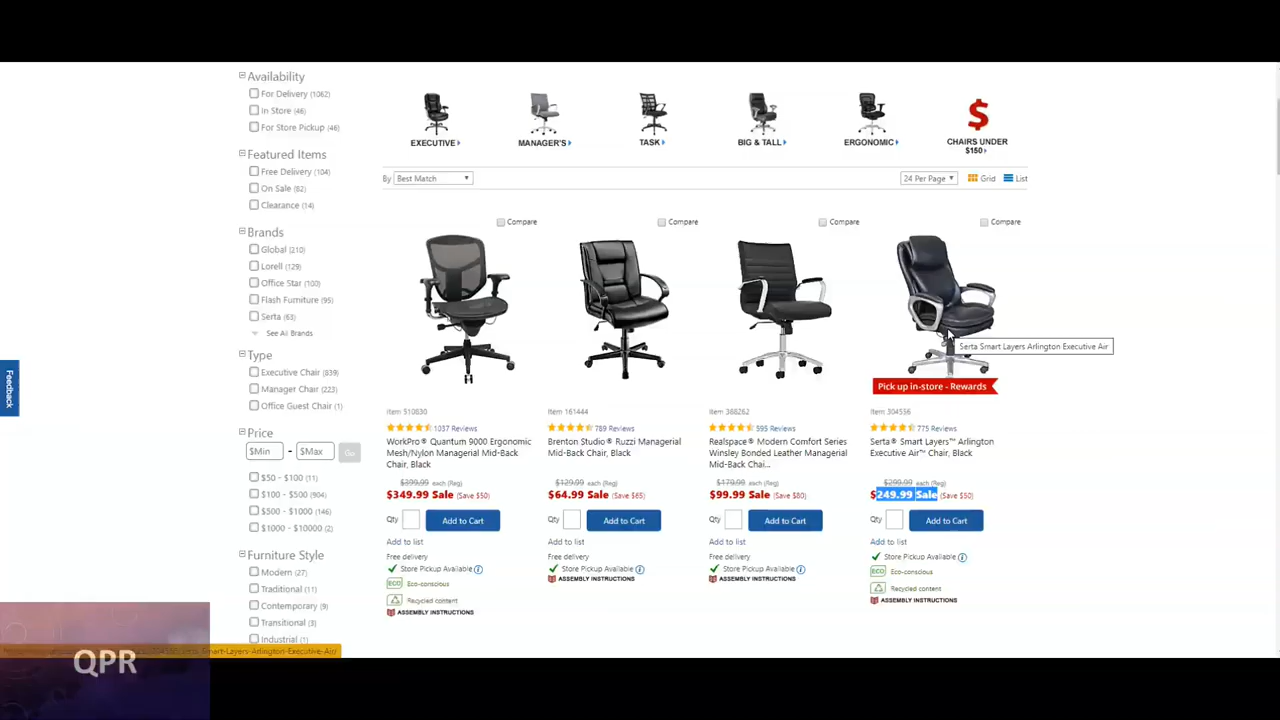 Availability
For Delivery (1062)
In Store (46)
For Store Pickup (46)
Featured Items
Free Delivery (104)
On Sale (82)
Clearance (14)
Brands
Global (210)
Lorell (129)
Office Star (100)
Flash Furniture (95)
Serta (63)
See All Brands
Type
Executive Chair (839)
Manager Chair (223)
Office Guest Chair (1)
Price
$Min - $Max Go
$50 - $100 (11)
$100 - $500 (904)
$500 - $1000 (146)
$1000 - $10000 (2)
Furniture Style
Modern (27)
Traditional (11)
Contemporary (9)
Transitional (3)
Industrial (1)
Feedback
EXECUTIVE
MANAGER'S
TASK
BIG & TALL
ERGONOMIC
$
CHAIRS UNDER
$150
By Best Match
24 Per Page Grid List
Compare
Item 510830
1037 Reviews
WorkPro® Quantum 9000 Ergonomic
Mesh/Nylon Managerial Mid-Back
Chair, Black
$399.99 each (Reg)
$349.99 Sale (Save $50)
Qty Add to Cart
Add to list
Free delivery
Store Pickup Available
ECO Eco-conscious
Recycled content
ASSEMBLY INSTRUCTIONS
Compare
Item 161444
789 Reviews
Brenton Studio® Ruzzi Managerial
Mid-Back Chair, Black
$129.99 each (Reg)
$64.99 Sale (Save $65)
Qty Add to Cart
Add to list
Free delivery
Store Pickup Available
ASSEMBLY INSTRUCTIONS
Compare
Item 388262
595 Reviews
Realspace® Modern Comfort Series
Winsley Bonded Leather Managerial
Mid-Back Chai...
$179.99 each (Reg)
$99.99 Sale (Save $80)
Qty Add to Cart
Add to list
Free delivery
Store Pickup Available
ASSEMBLY INSTRUCTIONS
Compare
Serta Smart Layers Arlington Executive Air
Pick up in-store - Rewards
Item 304556
775 Reviews
Serta® Smart Layers™ Arlington
Executive Air™ Chair, Black
$299.99 each (Reg)
$249.99 Sale (Save $50)
Qty Add to Cart
Add to list
Store Pickup Available
ECO Eco-conscious
Recycled content
ASSEMBLY INSTRUCTIONS
QPR